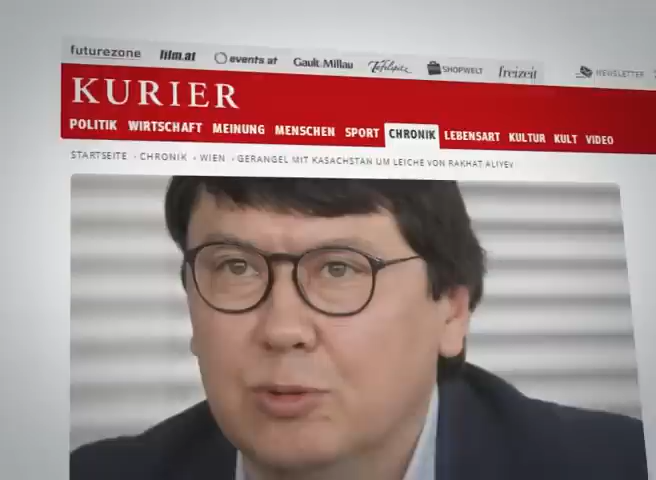 futurezone film.at events at Gault Millau Tafelspitz SHOPWELT freizeit NEWSLETTER
KURIER
POLITIK WIRTSCHAFT MEINUNG MENSCHEN SPORT CHRONIK LEBENSART KULTUR KULT VIDEO
STARTSEITE › CHRONIK › WIEN › GERANGEL MIT KASACHSTAN UM LEICHE VON RAKHAT ALIYEV